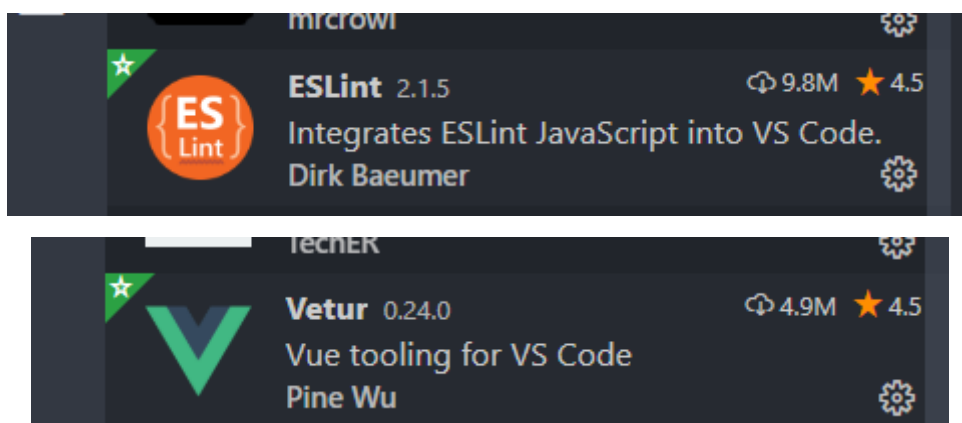 mrcrowl
ESLint 2.1.5 9.8M 4.5
{ES Lint}
Integrates ESLint JavaScript into VS Code.
Dirk Baeumer
TechER
Vetur 0.24.0 4.9M 4.5
Vue tooling for VS Code
Pine Wu